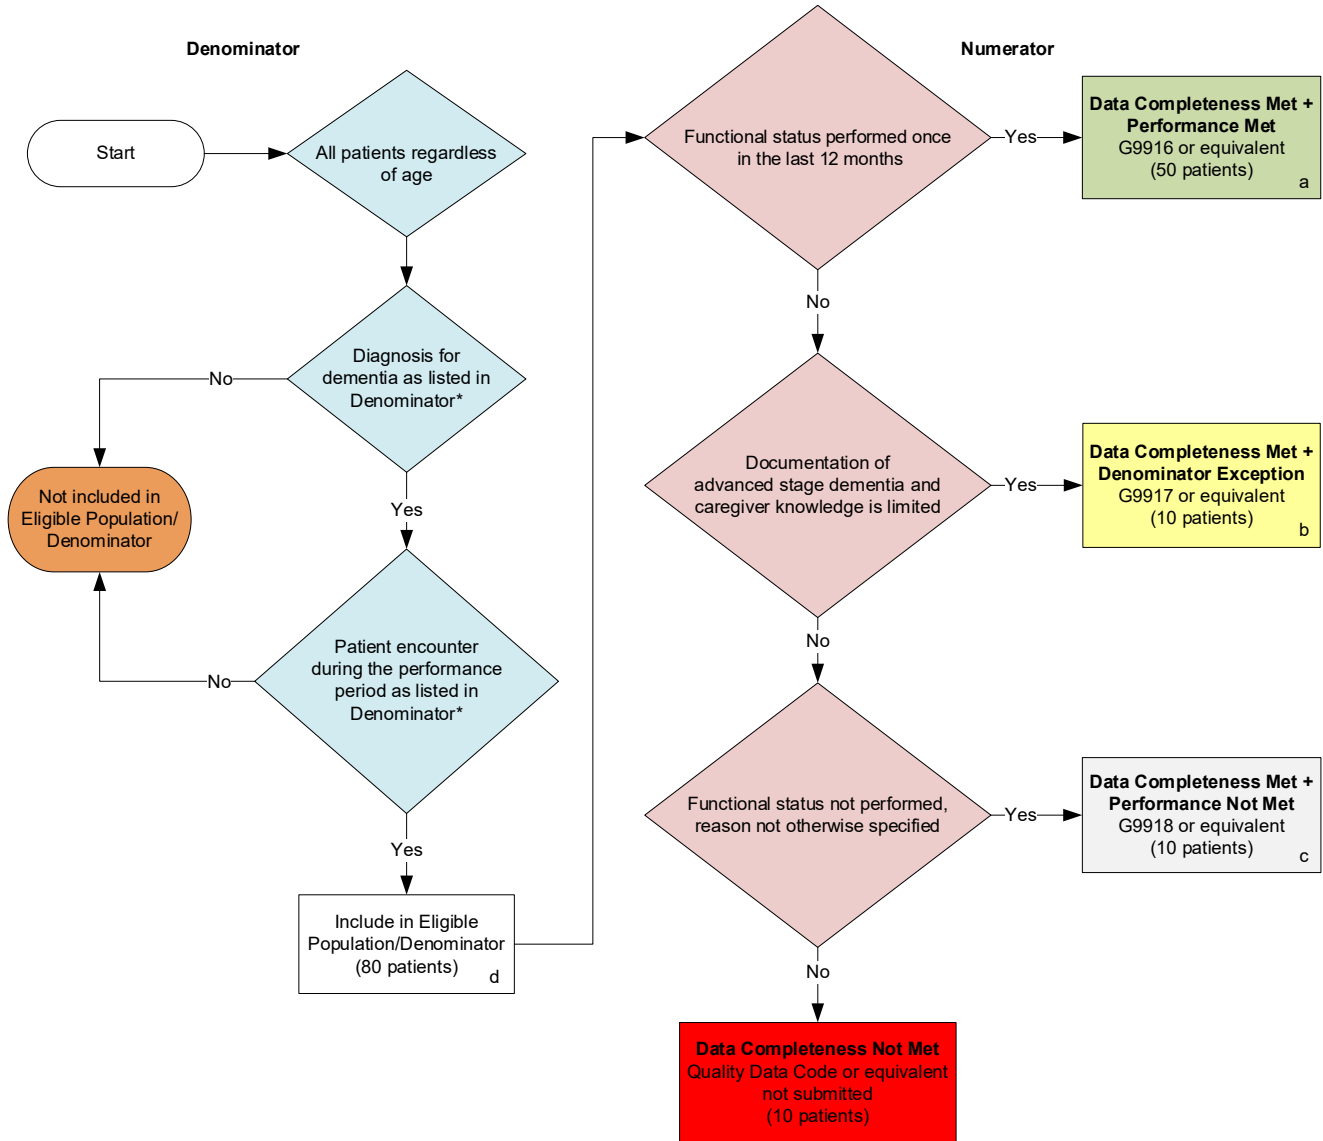 Denominator
Start
All patients regardless
of age
Diagnosis for
dementia as listed in
Denominator*
No
Not included in
Eligible Population/
Denominator
Yes
Patient encounter
during the performance
period as listed in
Denominator*
No
Yes
Include in Eligible
Population/Denominator
(80 patients)
d
Numerator
Functional status performed once
in the last 12 months
Yes
Data Completeness Met +
Performance Met
G9916 or equivalent
(50 patients)
a
No
Documentation of
advanced stage dementia and
caregiver knowledge is limited
Yes
Data Completeness Met +
Denominator Exception
G9917 or equivalent
(10 patients)
b
No
Functional status not performed,
reason not otherwise specified
Yes
Data Completeness Met +
Performance Not Met
G9918 or equivalent
(10 patients)
c
No
Data Completeness Not Met
Quality Data Code or equivalent
not submitted
(10 patients)